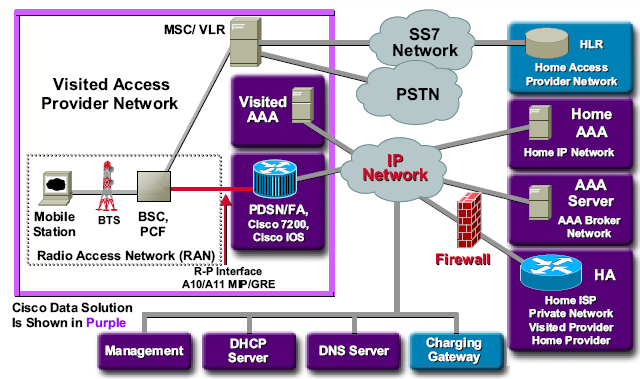 MSC/ VLR
SS7
Network
HLR
Home Access
Provider Network
Visited Access
Provider Network
PSTN
Visited
AAA
Home
AAA
Home IP Network
IP
Network
Mobile
Station
BTS
BSC,
PCF
PDSN/FA,
Cisco 7200,
Cisco IOS
AAA
Server
AAA Broker
Network
Radio Access Network (RAN)
Firewall
R-P Interface
A10/A11 MIP/GRE
HA
Home ISP
Private Network
Visited Provider
Home Provider
Cisco Data Solution
Is Shown in Purple
Management
DHCP
Server
DNS Server
Charging
Gateway